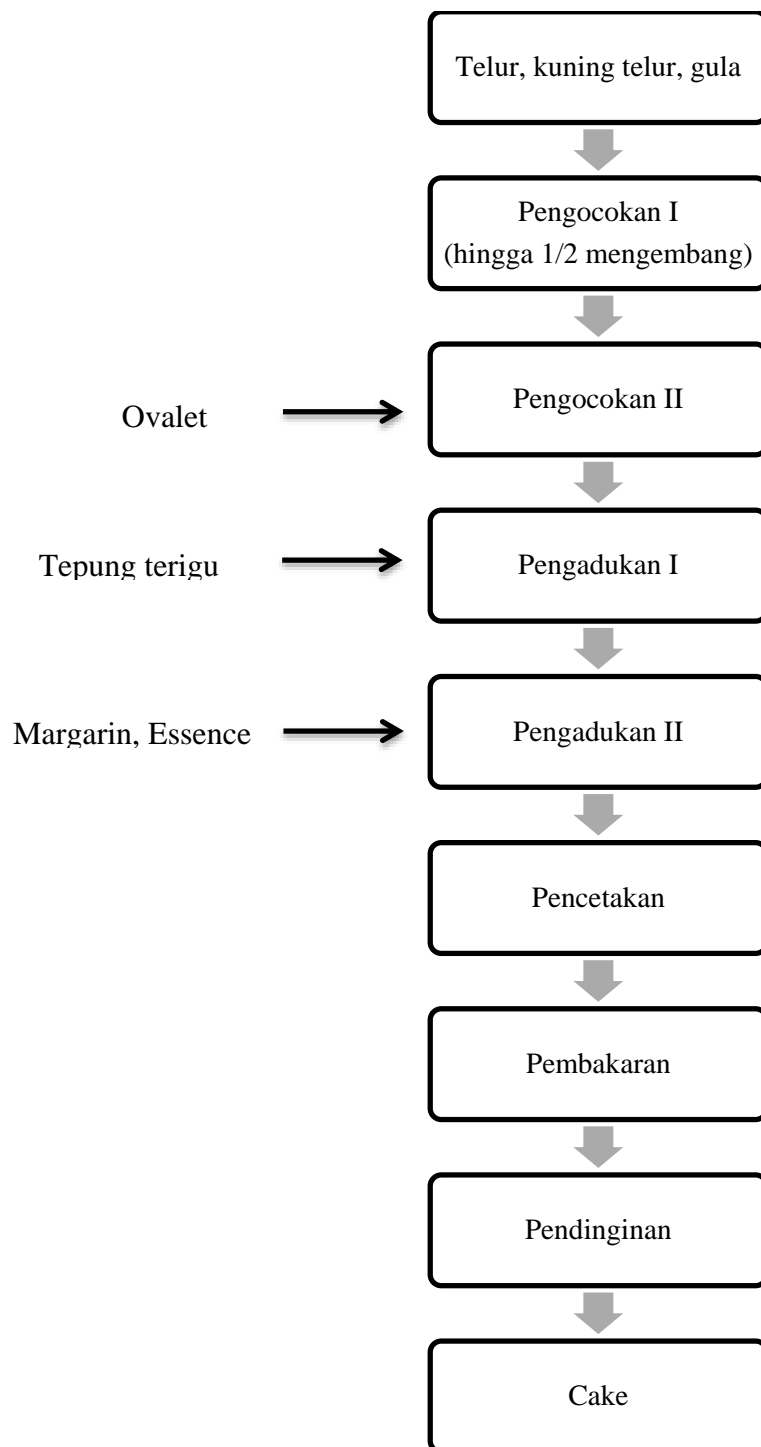 Telur, kuning telur, gula
Pengocokan I
(hingga 1/2 mengembang)
Ovalet
Pengocokan II
Tepung terigu
Pengadukan I
Margarin, Essence
Pengadukan II
Pencetakan
Pembakaran
Pendinginan
Cake